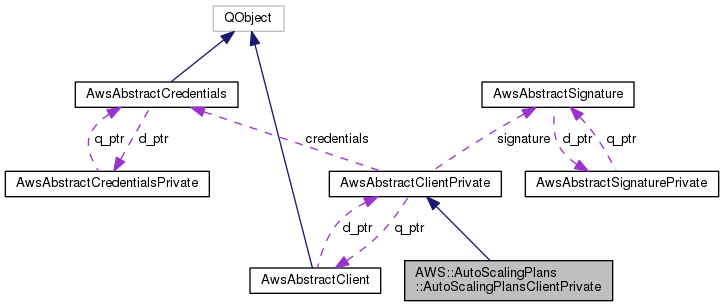 QObject
AwsAbstractCredentials
AwsAbstractSignature
q_ptr
d_ptr
credentials
signature
d_ptr
q_ptr
AwsAbstractCredentialsPrivate
AwsAbstractClientPrivate
AwsAbstractSignaturePrivate
d_ptr
q_ptr
AwsAbstractClient
AWS::AutoScalingPlans
::AutoScalingPlansClientPrivate